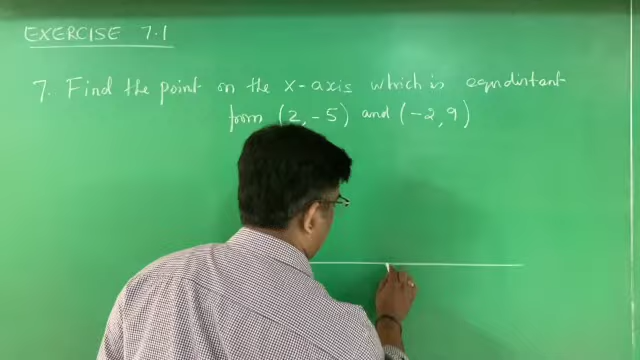 EXERCISE 7.1
7. Find the point on the x-axis which is equidistant
from (2, -5) and (-2, 9)